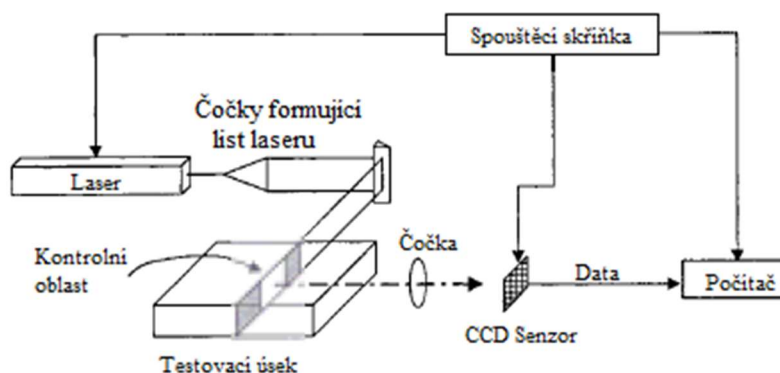 Spouštěcí skříňka
Čočky formující
list laseru
Laser
Kontrolní
oblast
Čočka
Data
Počítač
CCD Senzor
Testovací úsek